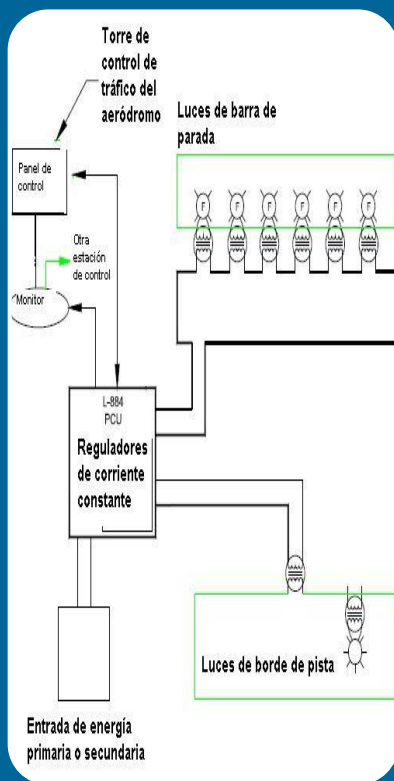 Torre de
control de
tráfico del
aeródromo
Luces de barra de
parada
Panel de
control
F F F F F F
Otra
estación
de control
Monitor
L-884
PCU
Reguladores
de corriente
constante
Luces de borde de pista
Entrada de energía
primaria o secundaria